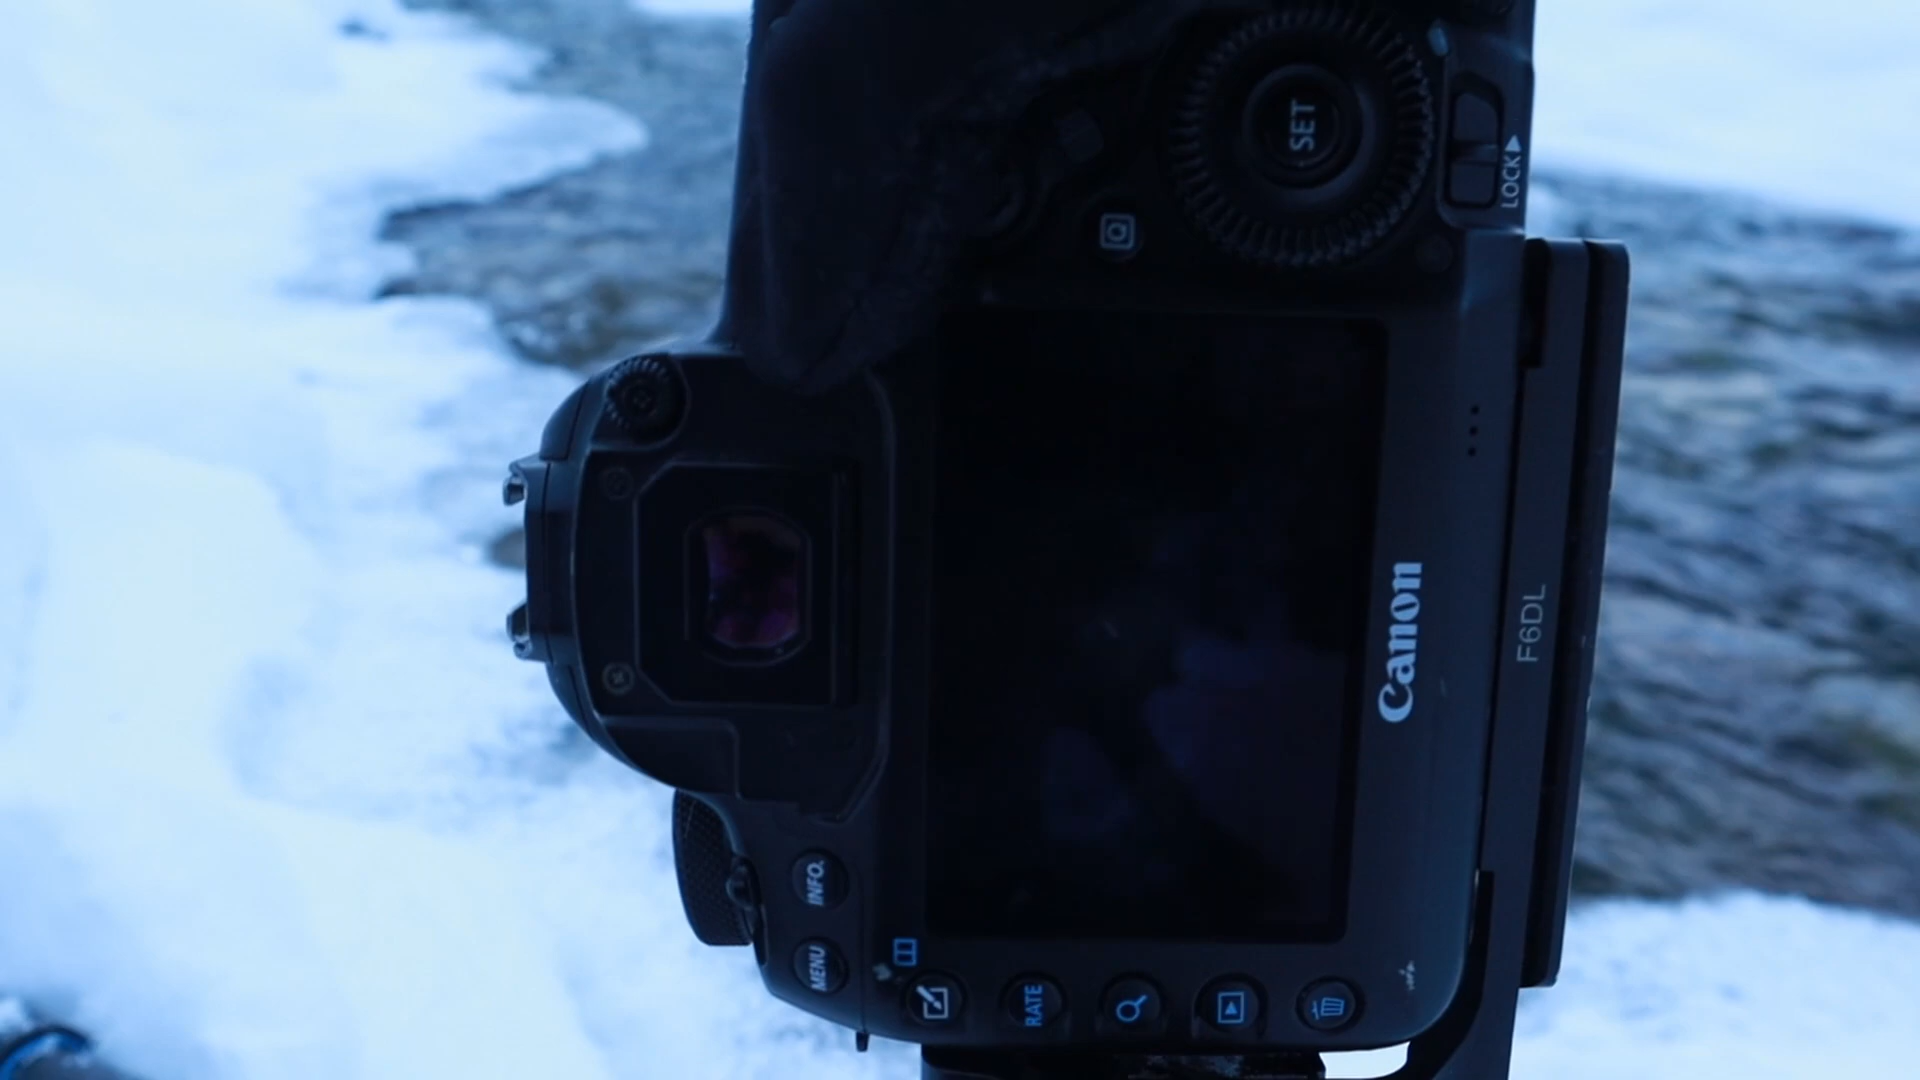 SET
LOCK▶
Q
Canon
F6DL
INFO.
MENU
RATE